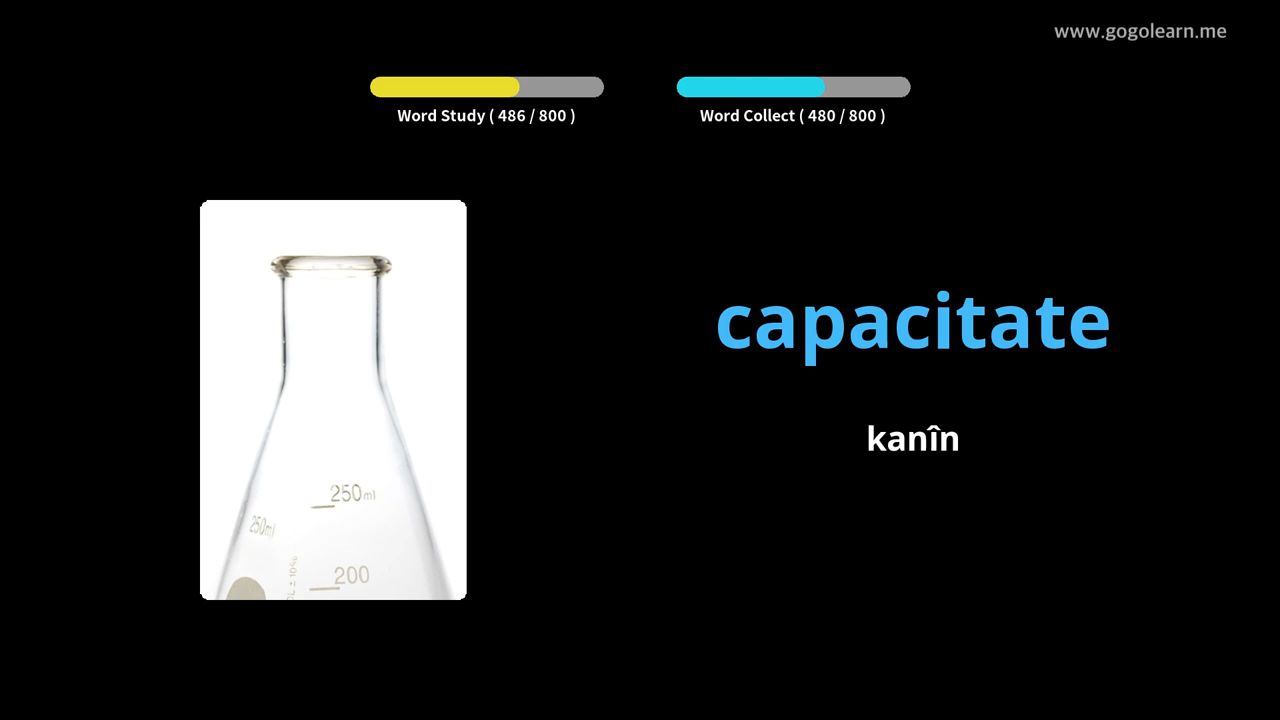 www.gogolearn.me
Word Study ( 486 / 800 )
Word Collect ( 480 / 800 )
capacitate
kanîn
250ml
250ml
200